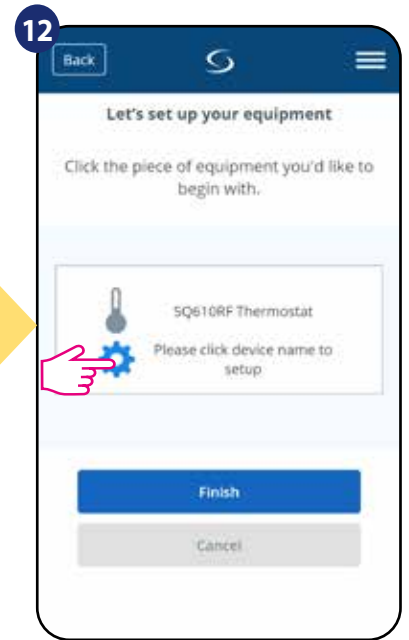 12
Back
Let's set up your equipment
Click the piece of equipment you'd like to
begin with.
SQ610RF Thermostat
Please click device name to
setup
Finish
Cancel